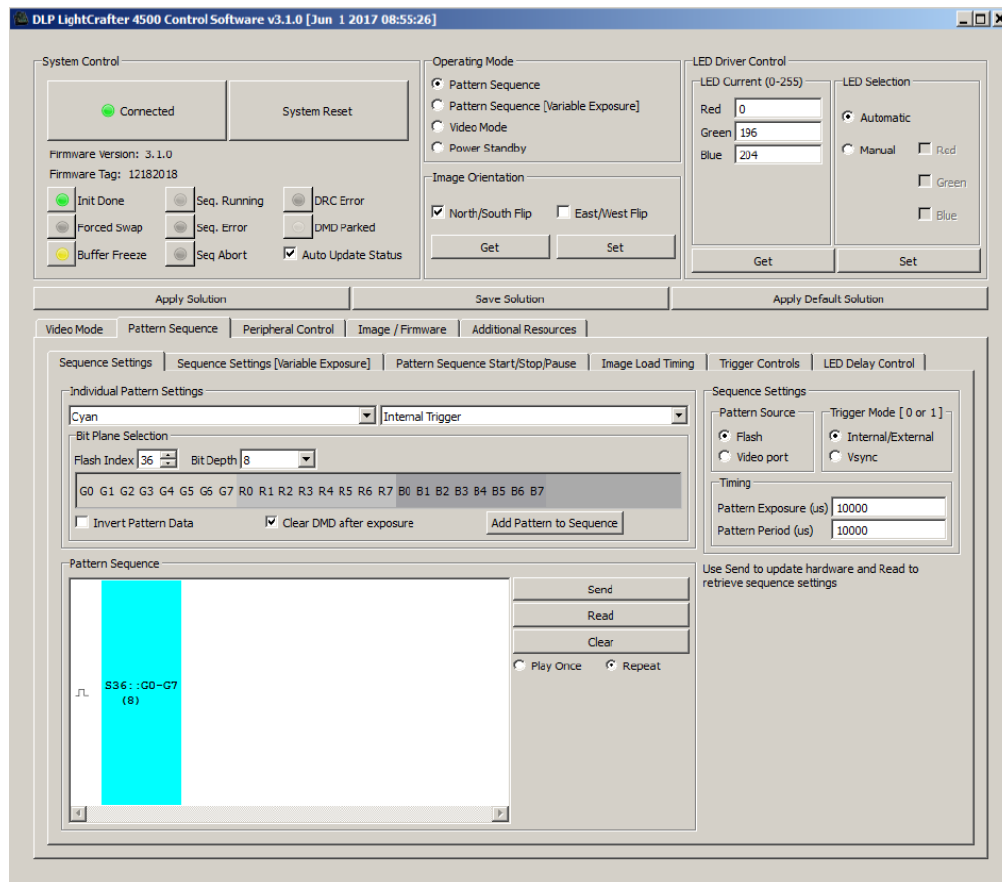 DLP LightCrafter 4500 Control Software v3.1.0 [Jun 1 2017 08:55:26]
System Control
Connected
System Reset
Firmware Version: 3.1.0
Firmware Tag: 12182018
Init Done
Seq. Running
DRC Error
Forced Swap
Seq. Error
DMD Parked
Buffer Freeze
Seq Abort
Auto Update Status
Operating Mode
Pattern Sequence
Pattern Sequence [Variable Exposure]
Video Mode
Power Standby
Image Orientation
North/South Flip
East/West Flip
Get
Set
LED Driver Control
LED Current (0-255)
Red 0
Green 196
Blue 204
LED Selection
Automatic
Manual
Red
Green
Blue
Get
Set
Apply Solution
Save Solution
Apply Default Solution
Video Mode
Pattern Sequence
Peripheral Control
Image / Firmware
Additional Resources
Sequence Settings
Sequence Settings [Variable Exposure]
Pattern Sequence Start/Stop/Pause
Image Load Timing
Trigger Controls
LED Delay Control
Individual Pattern Settings
Cyan
Internal Trigger
Bit Plane Selection
Flash Index 36
Bit Depth 8
G0 G1 G2 G3 G4 G5 G6 G7 R0 R1 R2 R3 R4 R5 R6 R7 B0 B1 B2 B3 B4 B5 B6 B7
Invert Pattern Data
Clear DMD after exposure
Add Pattern to Sequence
Sequence Settings
Pattern Source
Flash
Video port
Trigger Mode [ 0 or 1 ]
Internal/External
Vsync
Timing
Pattern Exposure (us) 10000
Pattern Period (us) 10000
Pattern Sequence
S36::G0-G7
(8)
Send
Read
Clear
Play Once
Repeat
Use Send to update hardware and Read to
retrieve sequence settings